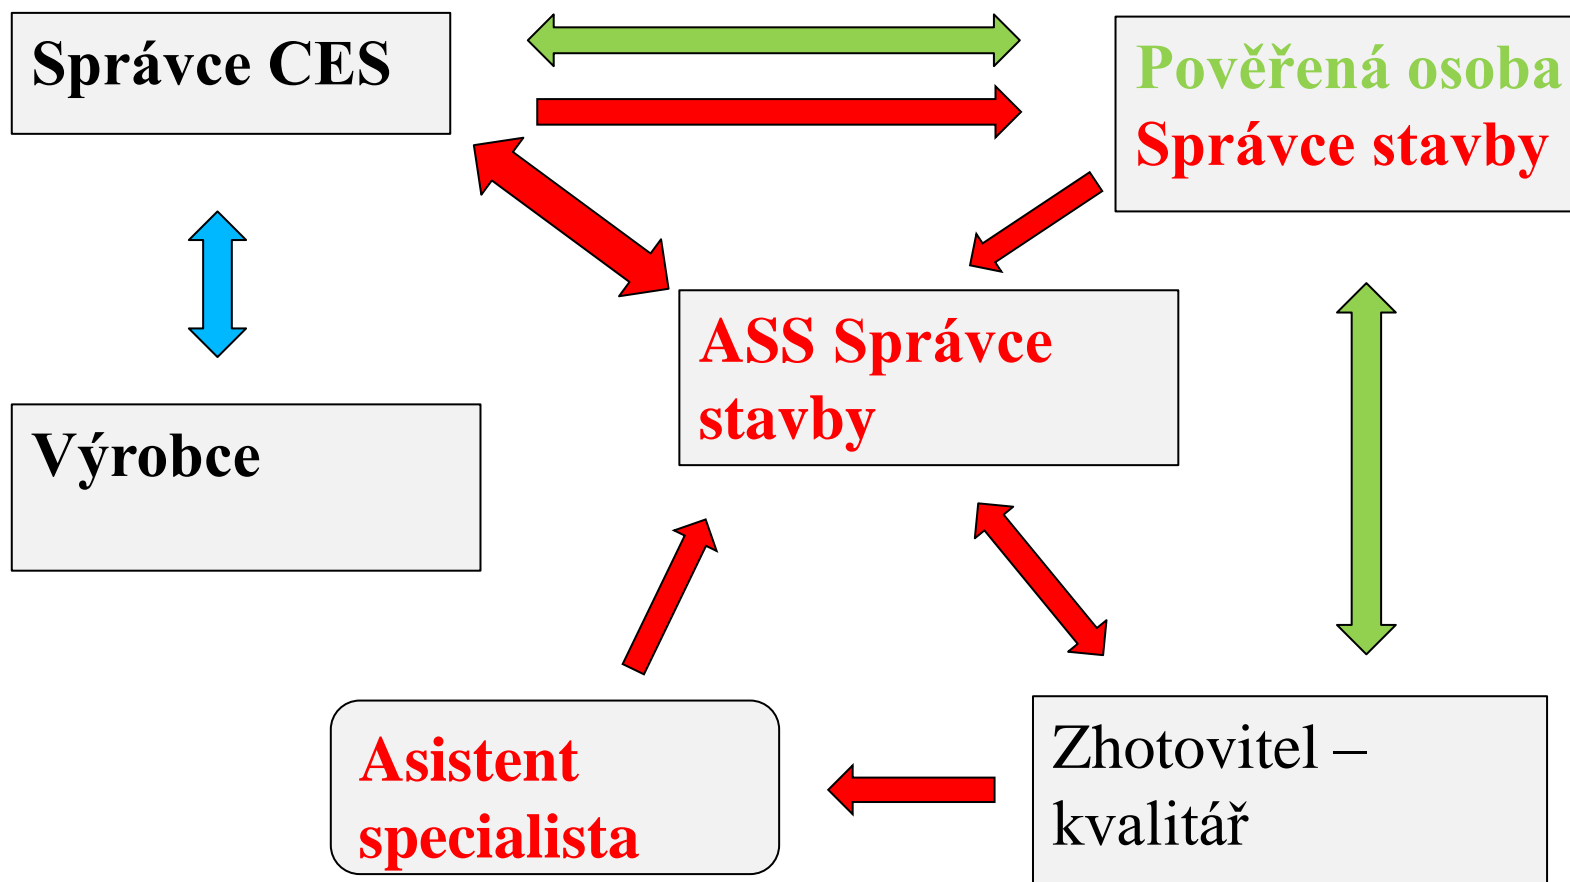 Správce CES
Pověřená osoba
Správce stavby
ASS Správce
stavby
Výrobce
Asistent
specialista
Zhotovitel –
kvalitář